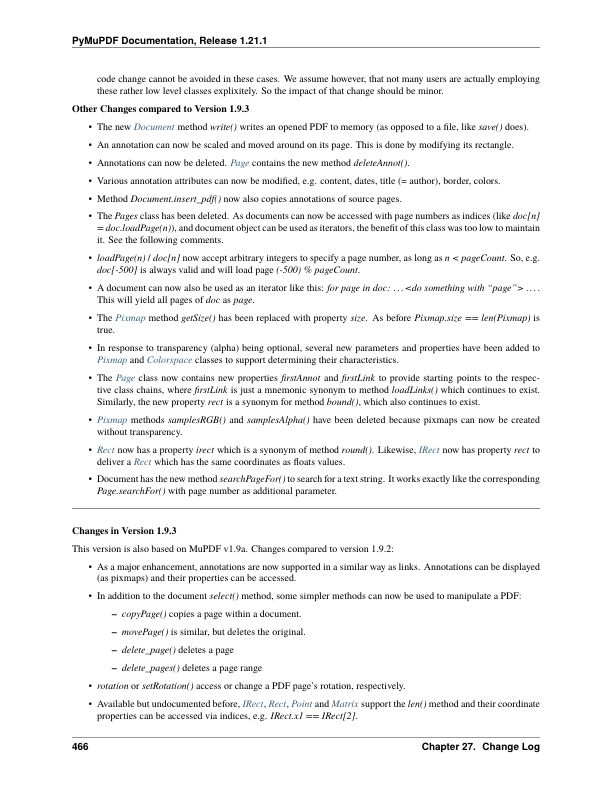 PyMuPDF Documentation, Release 1.21.1
code change cannot be avoided in these cases. We assume however, that not many users are actually employing
these rather low level classes explixitely. So the impact of that change should be minor.
Other Changes compared to Version 1.9.3
• The new Document method write() writes an opened PDF to memory (as opposed to a file, like save() does).
• An annotation can now be scaled and moved around on its page. This is done by modifying its rectangle.
• Annotations can now be deleted. Page contains the new method deleteAnnot().
• Various annotation attributes can now be modified, e.g. content, dates, title (= author), border, colors.
• Method Document.insert_pdf() now also copies annotations of source pages.
• The Pages class has been deleted. As documents can now be accessed with page numbers as indices (like doc[n]
= doc.loadPage(n)), and document object can be used as iterators, the benefit of this class was too low to maintain
it. See the following comments.
• loadPage(n) / doc[n] now accept arbitrary integers to specify a page number, as long as n < pageCount. So, e.g.
doc[-500] is always valid and will load page (-500) % pageCount.
• A document can now also be used as an iterator like this: for page in doc: ...<do something with “page”> ....
This will yield all pages of doc as page.
• The Pixmap method getSize() has been replaced with property size. As before Pixmap.size == len(Pixmap) is
true.
• In response to transparency (alpha) being optional, several new parameters and properties have been added to
Pixmap and Colorspace classes to support determining their characteristics.
• The Page class now contains new properties firstAnnot and firstLink to provide starting points to the respec-
tive class chains, where firstLink is just a mnemonic synonym to method loadLinks() which continues to exist.
Similarly, the new property rect is a synonym for method bound(), which also continues to exist.
• Pixmap methods samplesRGB() and samplesAlpha() have been deleted because pixmaps can now be created
without transparency.
• Rect now has a property irect which is a synonym of method round(). Likewise, IRect now has property rect to
deliver a Rect which has the same coordinates as floats values.
• Document has the new method searchPageFor() to search for a text string. It works exactly like the corresponding
Page.searchFor() with page number as additional parameter.
Changes in Version 1.9.3
This version is also based on MuPDF v1.9a. Changes compared to version 1.9.2:
• As a major enhancement, annotations are now supported in a similar way as links. Annotations can be displayed
(as pixmaps) and their properties can be accessed.
• In addition to the document select() method, some simpler methods can now be used to manipulate a PDF:
– copyPage() copies a page within a document.
– movePage() is similar, but deletes the original.
– delete_page() deletes a page
– delete_pages() deletes a page range
• rotation or setRotation() access or change a PDF page’s rotation, respectively.
• Available but undocumented before, IRect, Rect, Point and Matrix support the len() method and their coordinate
properties can be accessed via indices, e.g. IRect.x1 == IRect[2].
466 Chapter 27. Change Log